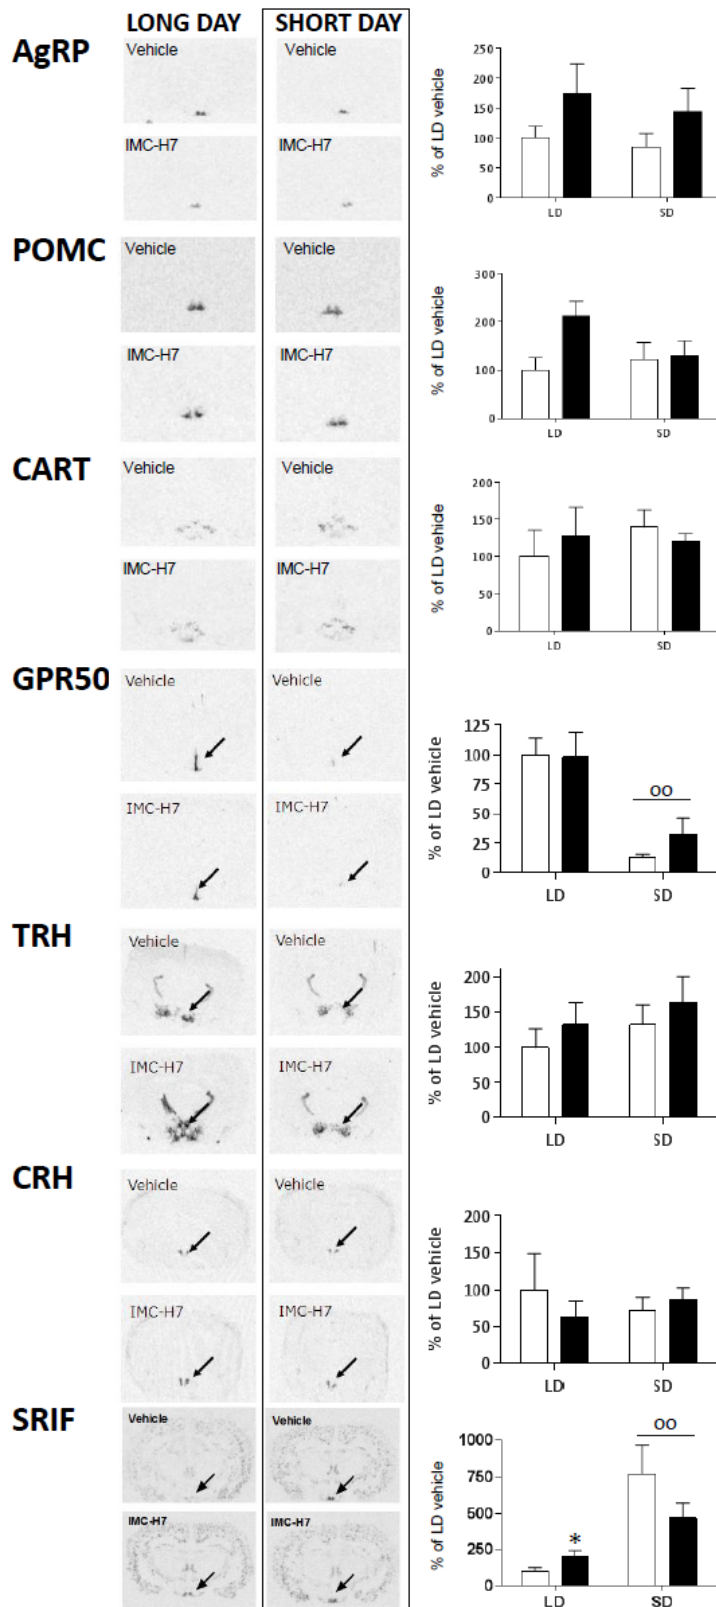 LONG DAY SHORT DAY
AgRP
Vehicle Vehicle
IMC-H7 IMC-H7
% of LD vehicle
250
200
150
100
50
0
LD SD
POMC
Vehicle Vehicle
IMC-H7 IMC-H7
% of LD vehicle
300
200
100
0
LD SD
CART
Vehicle Vehicle
IMC-H7 IMC-H7
% of LD vehicle
200
150
100
50
0
LD SD
GPR50
Vehicle Vehicle
IMC-H7 IMC-H7
% of LD vehicle
125
100
75
50
25
0
oo
LD SD
TRH
Vehicle Vehicle
IMC-H7 IMC-H7
% of LD vehicle
200
150
100
50
0
LD SD
CRH
Vehicle Vehicle
IMC-H7 IMC-H7
% of LD vehicle
200
150
100
50
0
LD SD
SRIF
Vehicle Vehicle
IMC-H7 IMC-H7
% of LD vehicle
1000
750
500
250
0
*
oo
LD SD